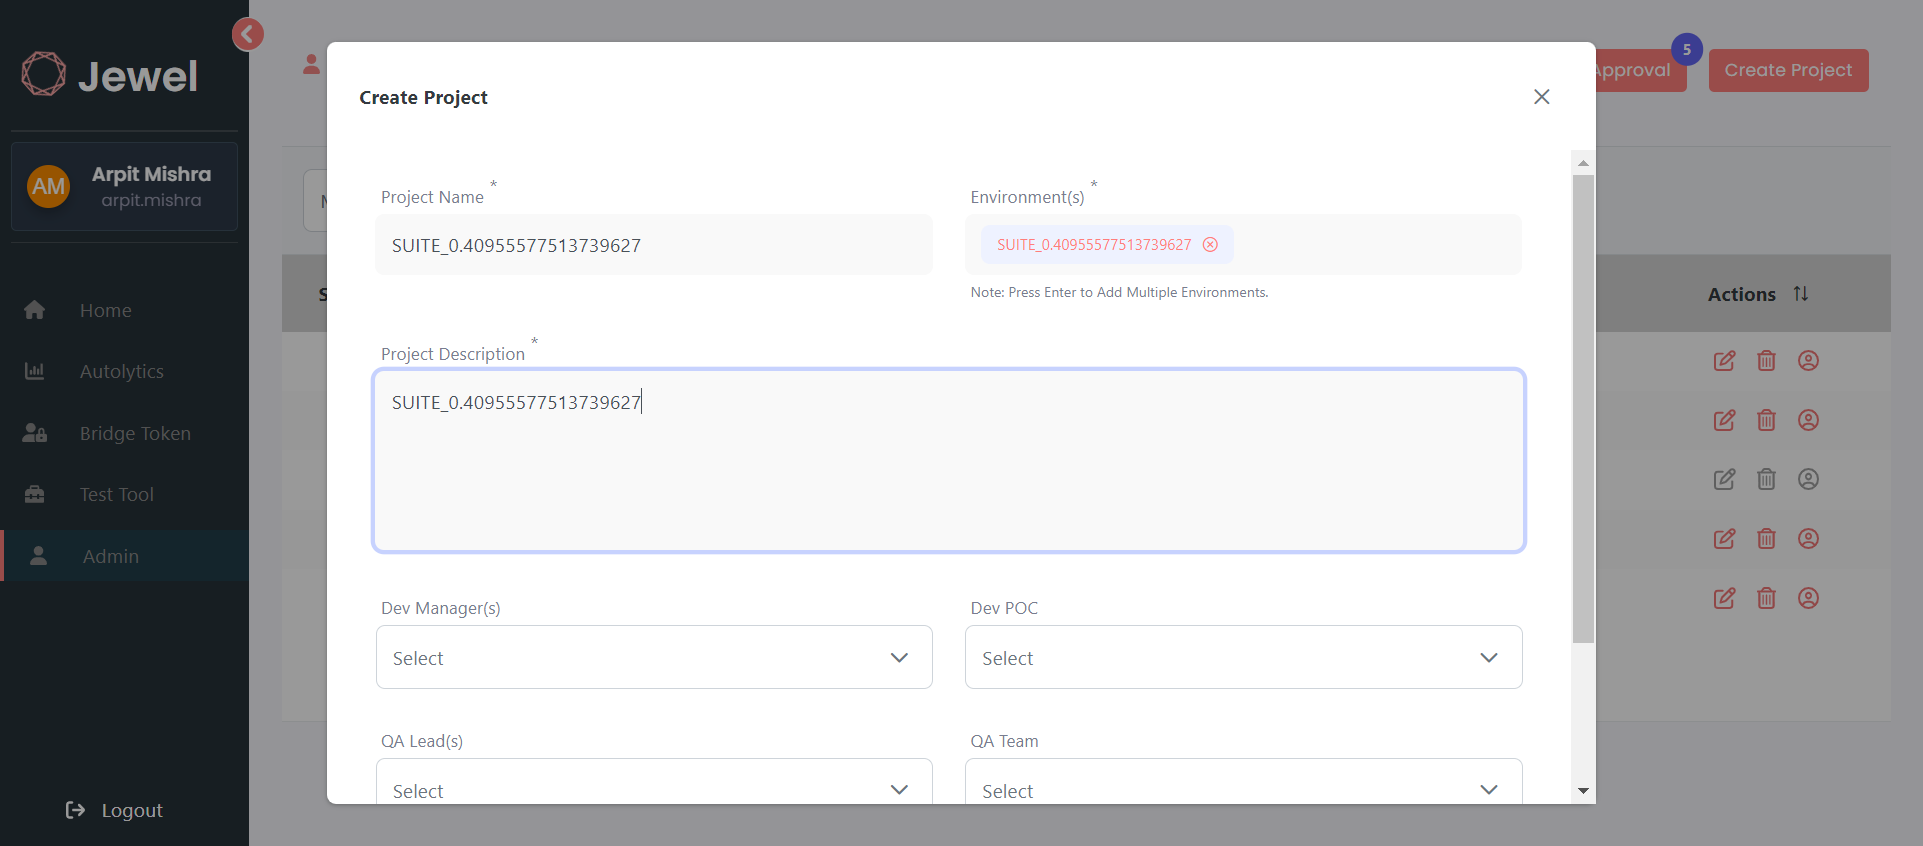 Jewel
AM
Arpit Mishra
arpit.mishra
Home
Autolytics
Bridge Token
Test Tool
Admin
Logout
Approval
5
Create Project
Actions
Create Project
Project Name *
SUITE_0.40955577513739627
Environment(s) *
SUITE_0.40955577513739627
Note: Press Enter to Add Multiple Environments.
Project Description *
SUITE_0.40955577513739627
Dev Manager(s)
Select
Dev POC
Select
QA Lead(s)
Select
QA Team
Select